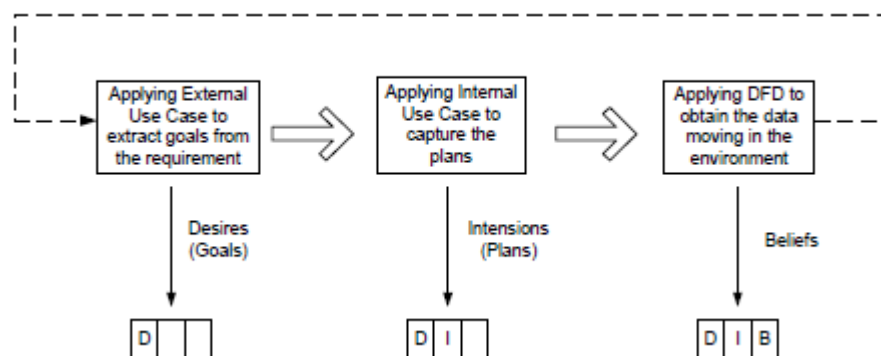 Applying External
Use Case to
extract goals from
the requirement
Applying Internal
Use Case to
capture the
plans
Applying DFD to
obtain the data
moving in the
environment
Desires
(Goals)
Intensions
(Plans)
Beliefs
D
D I
D I B